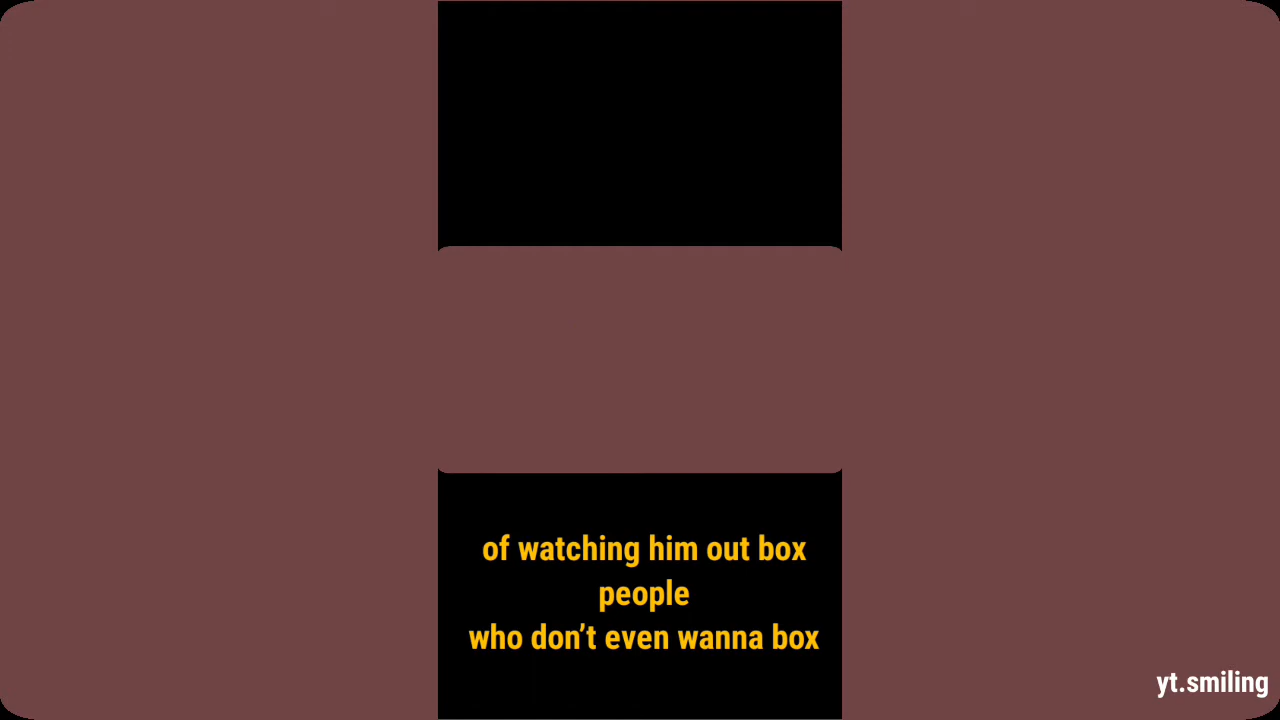 of watching him out box
people
who don’t even wanna box
yt.smiling